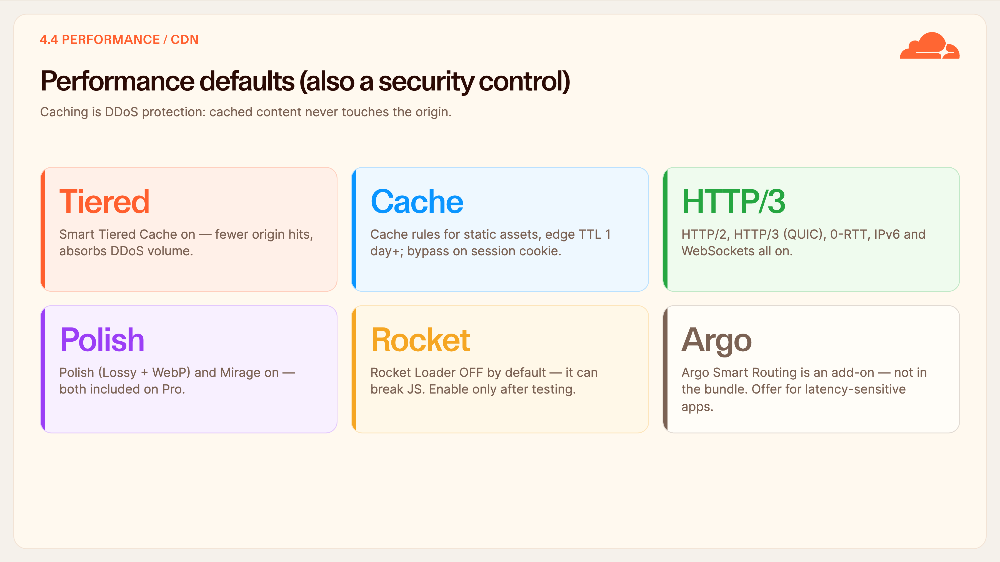 4.4 PERFORMANCE / CDN
Performance defaults (also a security control)
Caching is DDoS protection: cached content never touches the origin.
Tiered
Smart Tiered Cache on — fewer origin hits,
absorbs DDoS volume.
Cache
Cache rules for static assets, edge TTL 1
day+; bypass on session cookie.
HTTP/3
HTTP/2, HTTP/3 (QUIC), 0-RTT, IPv6 and
WebSockets all on.
Polish
Polish (Lossy + WebP) and Mirage on —
both included on Pro.
Rocket
Rocket Loader OFF by default — it can
break JS. Enable only after testing.
Argo
Argo Smart Routing is an add-on — not in
the bundle. Offer for latency-sensitive
apps.